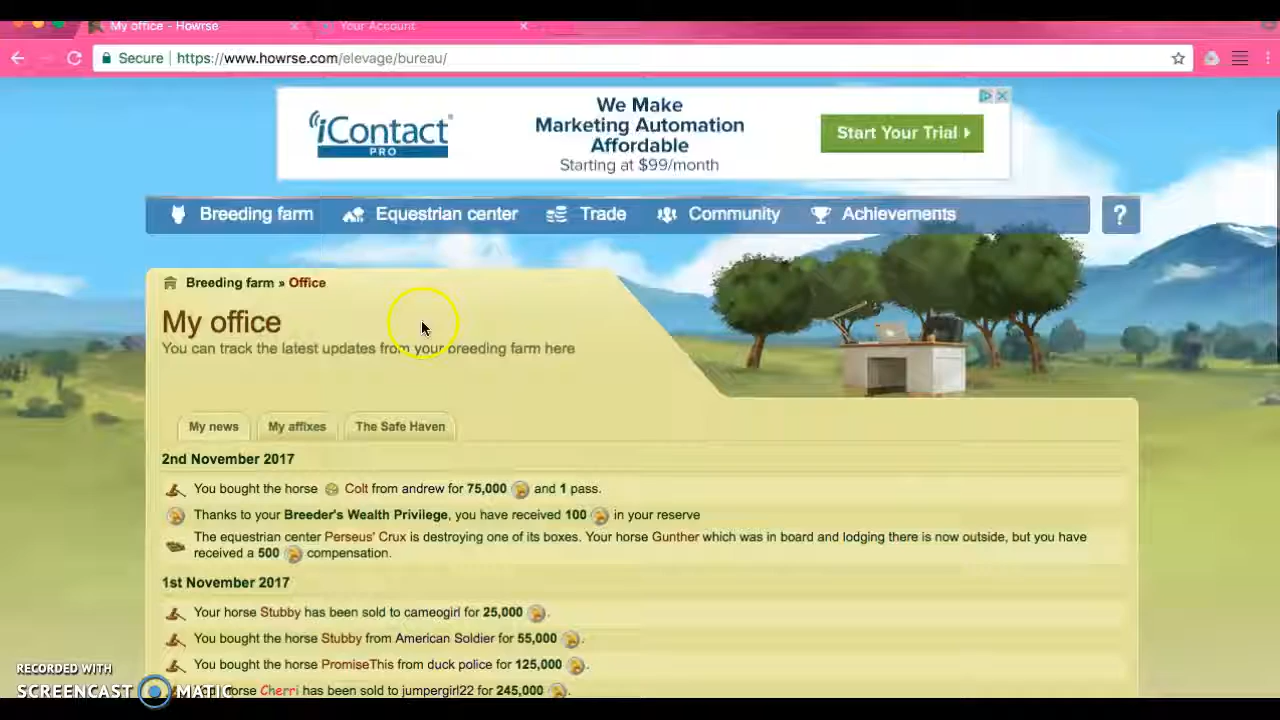 My office - Howrse
Your Account
Secure
https://www.howrse.com/elevage/bureau/
iContact
PRO
We Make
Marketing Automation
Affordable
Starting at $99/month
Start Your Trial
Breeding farm
Equestrian center
Trade
Community
Achievements
?
Breeding farm » Office
My office
You can track the latest updates from your breeding farm here
My news
My affixes
The Safe Haven
2nd November 2017
You bought the horse Colt from andrew for 75,000 and 1 pass.
Thanks to your Breeder's Wealth Privilege, you have received 100 in your reserve
The equestrian center Perseus' Crux is destroying one of its boxes. Your horse Gunther which was in board and lodging there is now outside, but you have
received a 500 compensation.
1st November 2017
Your horse Stubby has been sold to cameogirl for 25,000 .
You bought the horse Stubby from American Soldier for 55,000 .
You bought the horse PromiseThis from duck police for 125,000 .
horse Cherri has been sold to jumpergirl22 for 245,000 .
RECORDED WITH
SCREENCAST MATIC